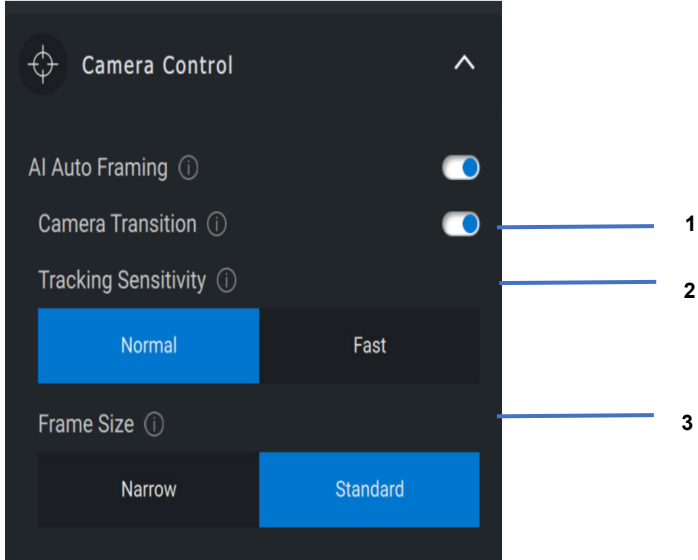 Camera Control
AI Auto Framing
Camera Transition
1
Tracking Sensitivity
2
Normal Fast
Frame Size
3
Narrow Standard